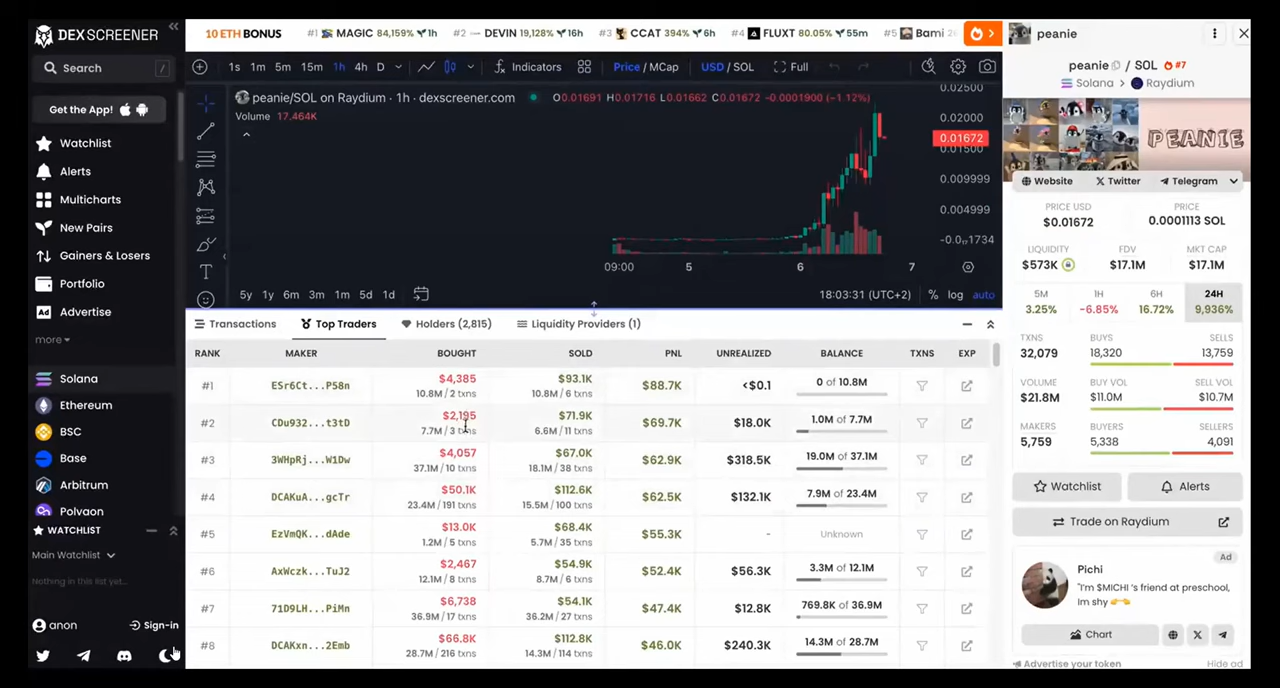 DEXSCREENER
Search /
Get the App!
Watchlist
Alerts
Multicharts
New Pairs
Gainers & Losers
Portfolio
Ad Advertise
more
Solana
Ethereum
BSC
Base
Arbitrum
Polygon
WATCHLIST
Main Watchlist
Nothing in this list yet...
anon Sign-in
10 ETH BONUS #1 MAGIC 84,159% 1h #2 DEVIN 19,128% 16h #3 CCAT 394% 6h #4 FLUXT 80.05% 55m #5 Bami
1s 1m 5m 15m 1h 4h D Indicators Price / MCap USD / SOL Full
peanie/SOL on Raydium · 1h · dexscreener.com O0.01691 H0.01716 L0.01662 C0.01672 -0.0001900 (−1.12%)
Volume 17.464K
0.02500
0.02000
0.01672
0.01500
0.009999
0.004999
-0.0₁₇1734
09:00 5 6 7
5y 1y 6m 3m 1m 5d 1d 18:03:31 (UTC+2) % log auto
Transactions Top Traders Holders (2,815) Liquidity Providers (1)
RANK MAKER BOUGHT SOLD PNL UNREALIZED BALANCE TXNS EXP
#1 ESr6Ct...P58n $4,385 $93.1K $88.7K <$0.1 0 of 10.8M
10.8M / 2 txns 10.8M / 6 txns
#2 CDu932...t3tD $2,195 $71.9K $69.7K $18.0K 1.0M of 7.7M
7.7M / 3 txns 6.6M / 11 txns
#3 3WHpRj...W1Dw $4,057 $67.0K $62.9K $318.5K 19.0M of 37.1M
37.1M / 10 txns 18.1M / 38 txns
#4 DCAKuA...gcTr $50.1K $112.6K $62.5K $132.1K 7.9M of 23.4M
23.4M / 191 txns 15.5M / 100 txns
#5 EzVmQK...dAde $13.0K $68.4K $55.3K - Unknown
1.2M / 5 txns 5.7M / 35 txns
#6 AxWczk...TuJ2 $2,467 $54.9K $52.4K $56.3K 3.3M of 12.1M
12.1M / 8 txns 8.7M / 6 txns
#7 71D9LH...PiMn $6,738 $54.1K $47.4K $12.8K 769.8K of 36.9M
36.9M / 17 txns 36.2M / 27 txns
#8 DCAKxn...2Emb $66.8K $112.8K $46.0K $240.3K 14.3M of 28.7M
28.7M / 216 txns 14.3M / 114 txns
peanie
peanie / SOL #7
Solana > Raydium
PEANIE
Website Twitter Telegram
PRICE USD PRICE
$0.01672 0.0001113 SOL
LIQUIDITY FDV MKT CAP
$573K $17.1M $17.1M
5M 1H 6H 24H
3.25% -6.85% 16.72% 9,936%
TXNS BUYS SELLS
32,079 18,320 13,759
VOLUME BUY VOL SELL VOL
$21.8M $11.0M $10.7M
MAKERS BUYERS SELLERS
5,759 5,338 4,091
Watchlist Alerts
Trade on Raydium
Ad
Pichi
"I'm $MICHI 's friend at preschool,
Im shy
Chart
Advertise your token Hide ad